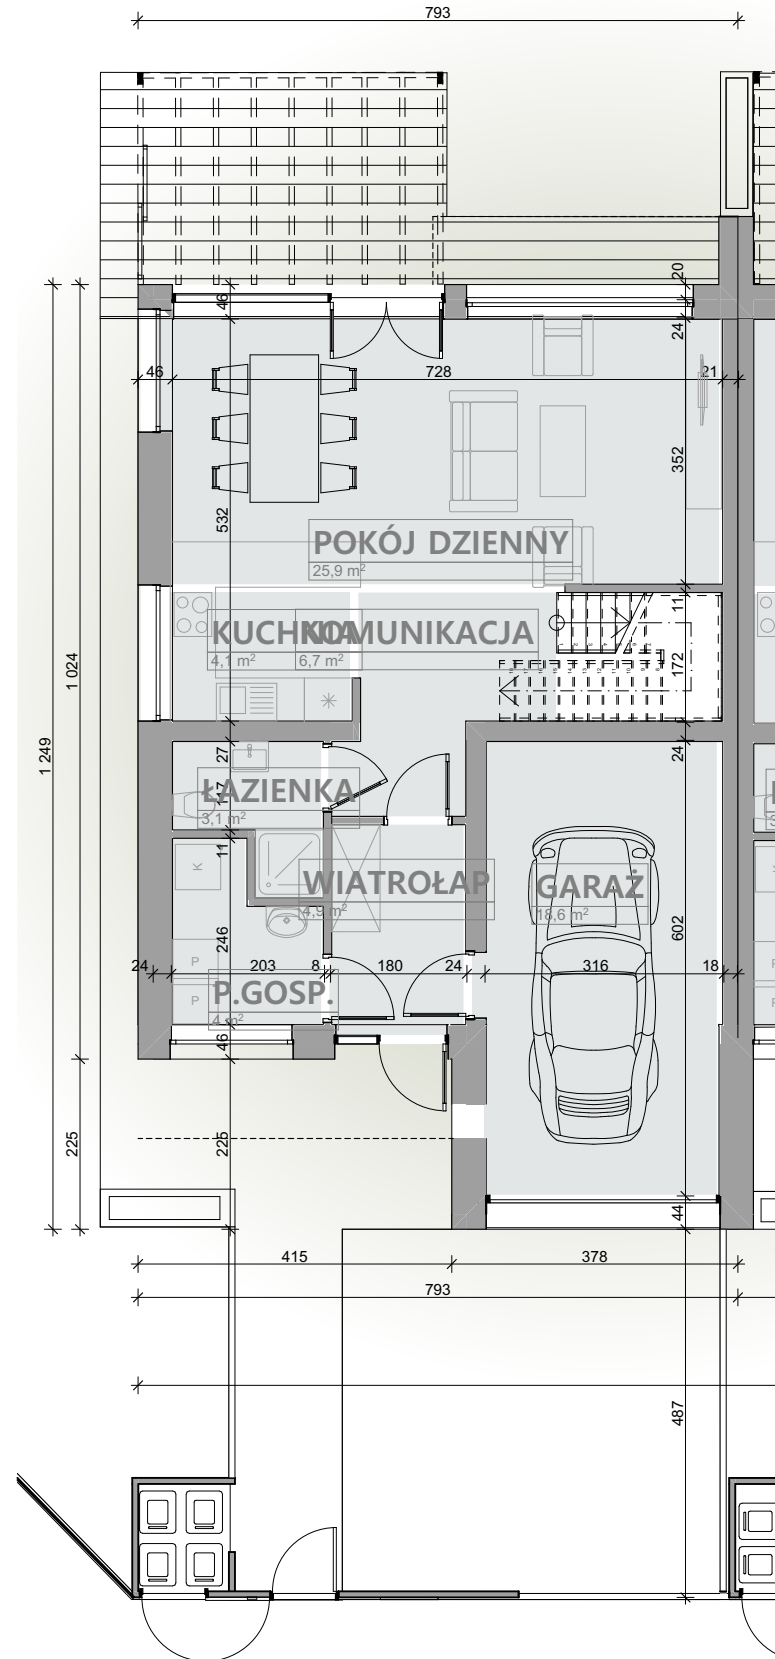 793
20
46
24
46
728
21
352
532
POKÓJ DZIENNY
25,9 m²
11
KUCHNIA
KOMUNIKACJA
4,1 m²
6,7 m²
172
1 024
1 249
27
24
ŁAZIENKA
117
3,1 m²
11
K
WIATROŁAP
4,9 m²
GARAŻ
18,6 m²
246
602
24
203
8
180
24
316
18
P
P.GOSP.
P
4 m²
46
225
225
44
415
378
793
487